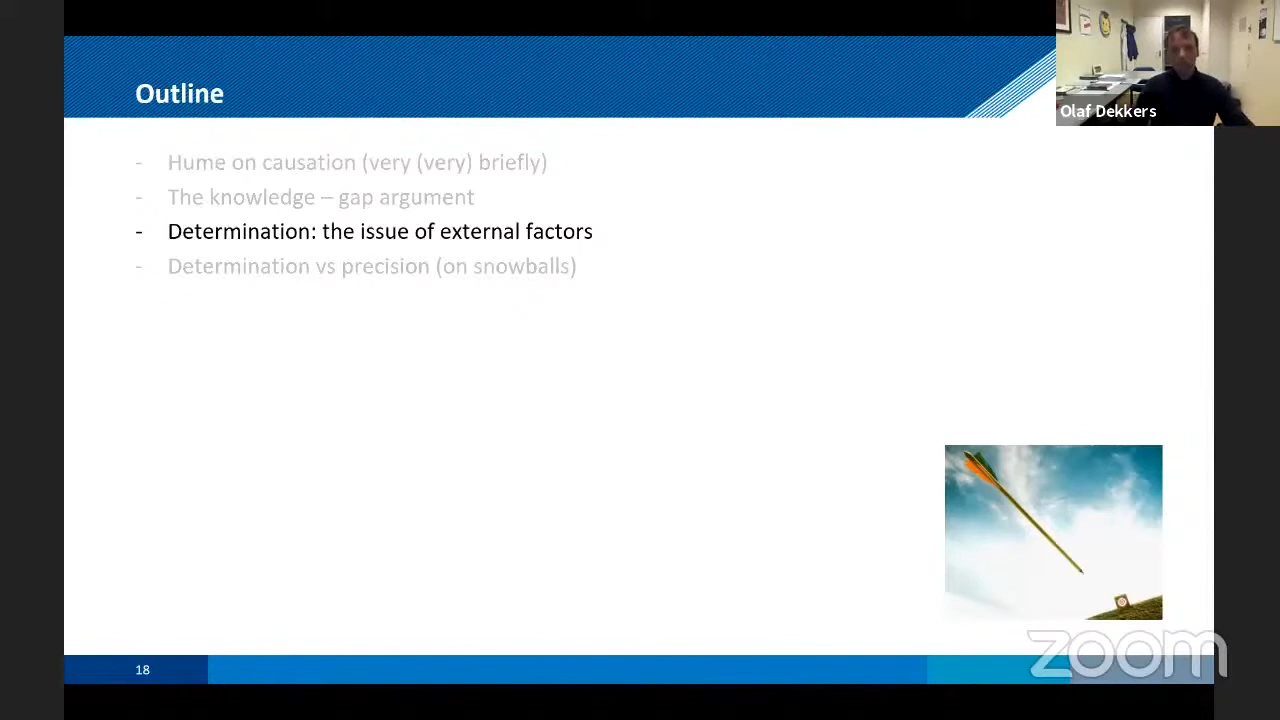 Outline
Olaf Dekkers
- Hume on causation (very (very) briefly)
- The knowledge – gap argument
- Determination: the issue of external factors
- Determination vs precision (on snowballs)
zoom
18